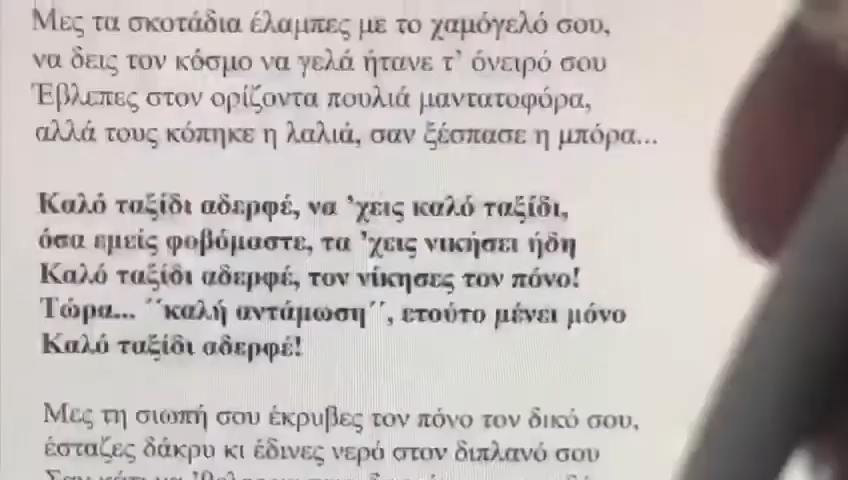 Μες τα σκοτάδια έλαμπες με το χαμόγελό σου,
να δεις τον κόσμο να γελά ήτανε τ’ όνειρό σου
Έβλεπες στον ορίζοντα πουλιά μαντατοφόρα,
αλλά τους κόπηκε η λαλιά, σαν ξέσπασε η μπόρα...
Καλό ταξίδι αδερφέ, να ’χεις καλό ταξίδι,
όσα εμείς φοβόμαστε, τα ’χεις νικήσει ήδη
Καλό ταξίδι αδερφέ, τον νίκησες τον πόνο!
Τώρα... ΄΄καλή αντάμωση΄΄, ετούτο μένει μόνο
Καλό ταξίδι αδερφέ!
Μες τη σιωπή σου έκρυβες τον πόνο τον δικό σου,
έσταζες δάκρυ κι έδινες νερό στον διπλανό σου